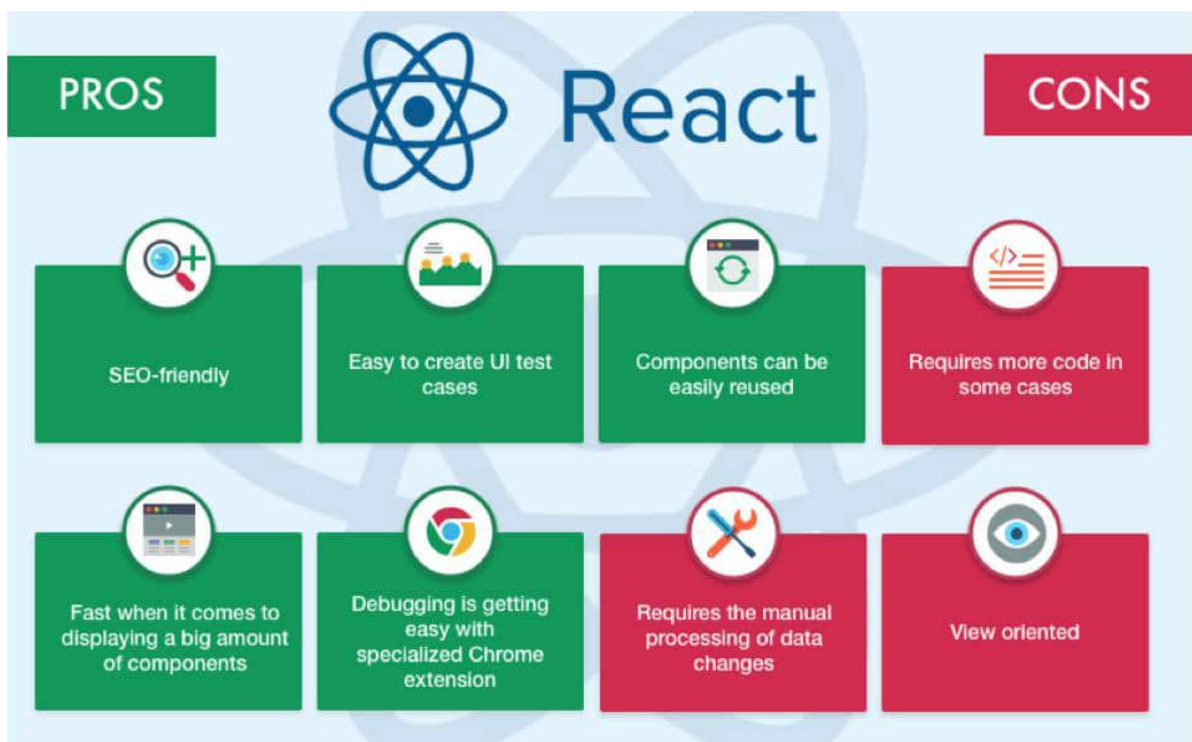 PROS
React
CONS
SEO-friendly
Easy to create UI test
cases
Components can be
easily reused
</>
Requires more code in
some cases
Fast when it comes to
displaying a big amount
of components
Debugging is getting
easy with
specialized Chrome
extension
Requires the manual
processing of data
changes
View oriented